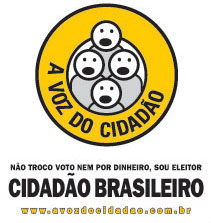 A VOZ DO CIDADÃO
NÃO TROCO VOTO NEM POR DINHEIRO, SOU ELEITOR
CIDADÃO BRASILEIRO
www.avozdocidadao.com.br